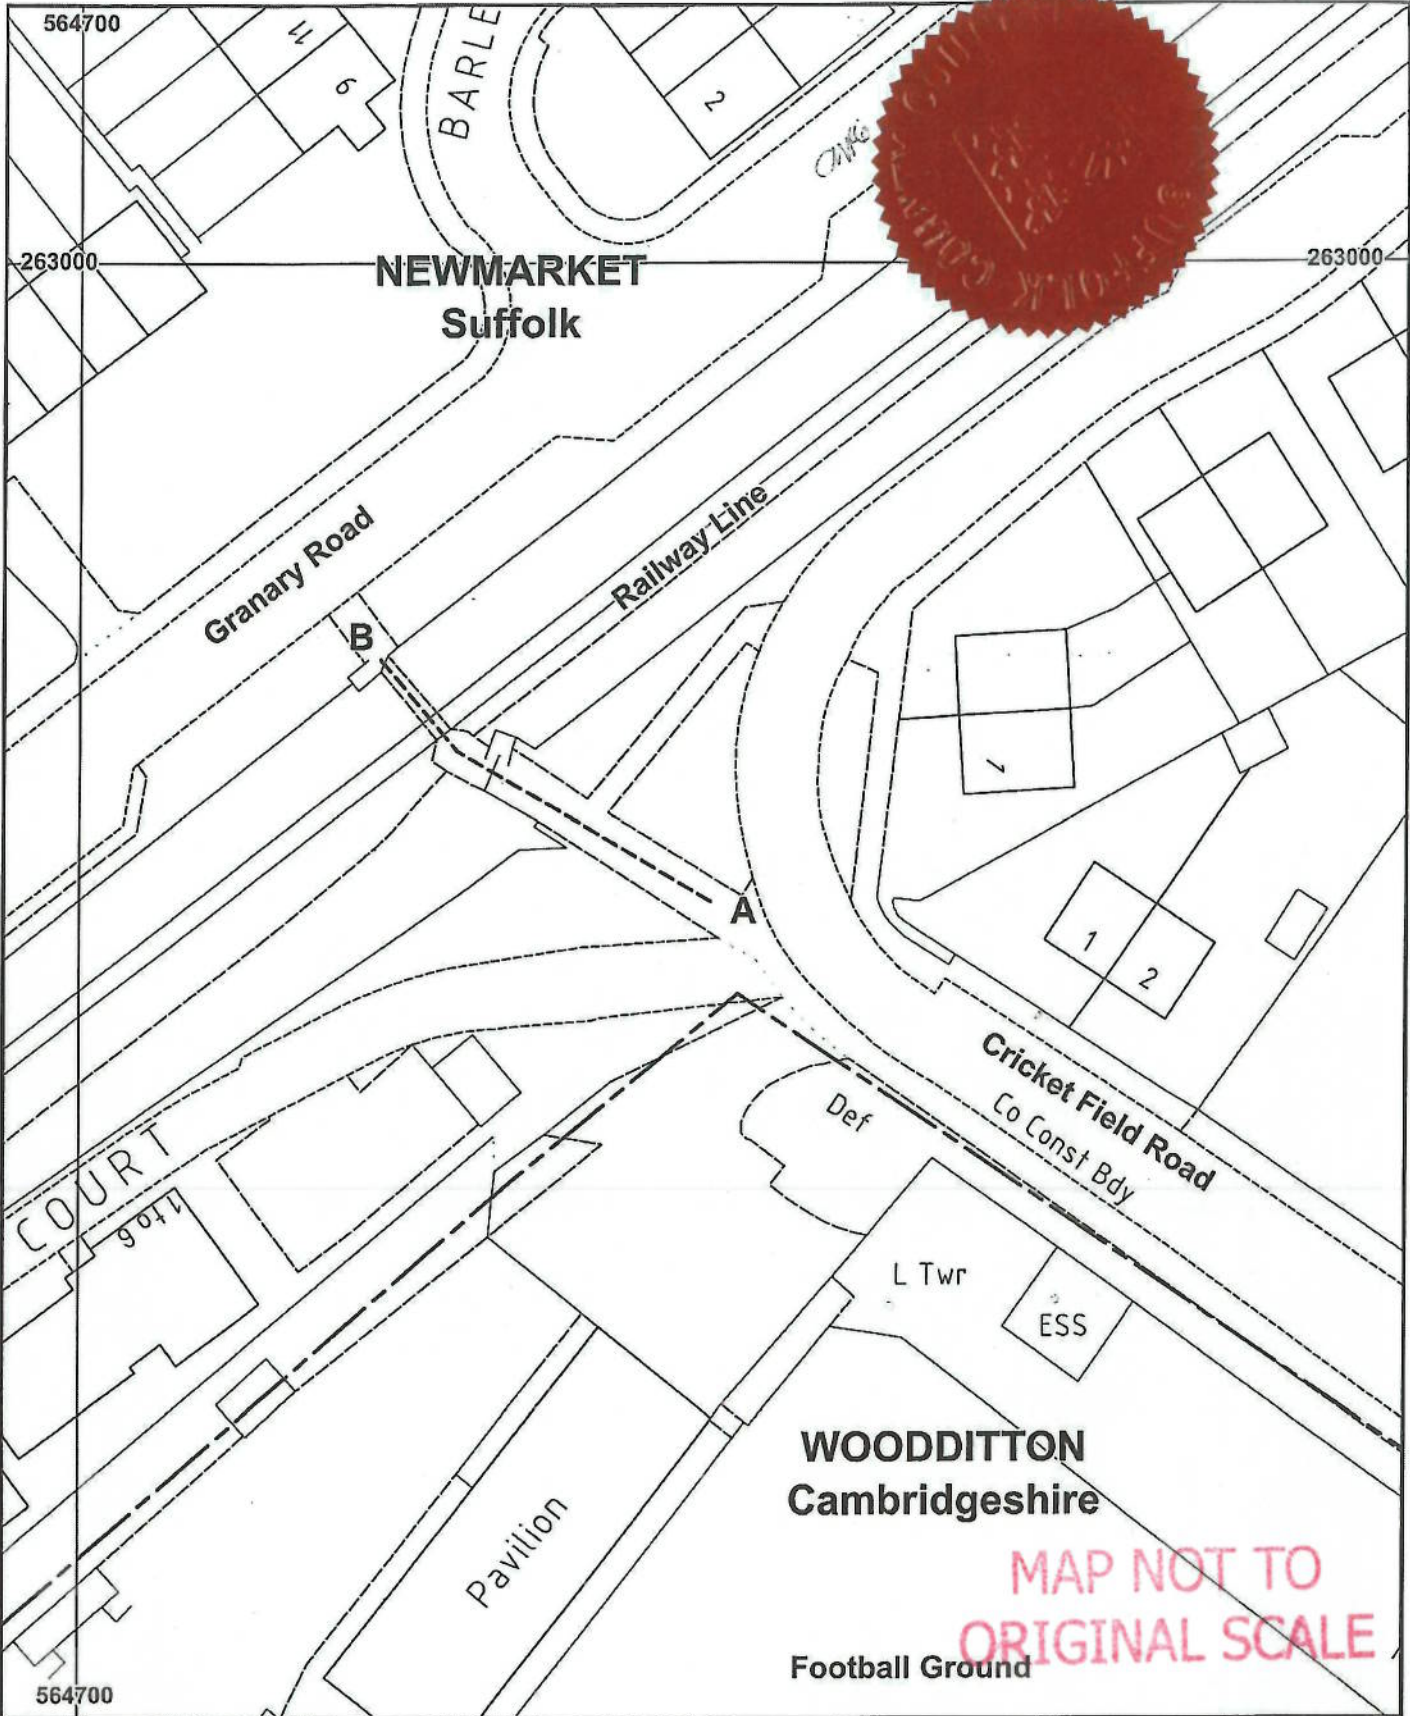 564700
11
9
BARLE
2
263000
NEWMARKET
Suffolk
263000
Granary Road
Railway Line
B
1
A
1
2
Cricket Field Road
Co Const Bdy
Def
COURT
1 to 6
L Twr
ESS
WOODDITTON
Cambridgeshire
Pavilion
MAP NOT TO
ORIGINAL SCALE
Football Ground
564700